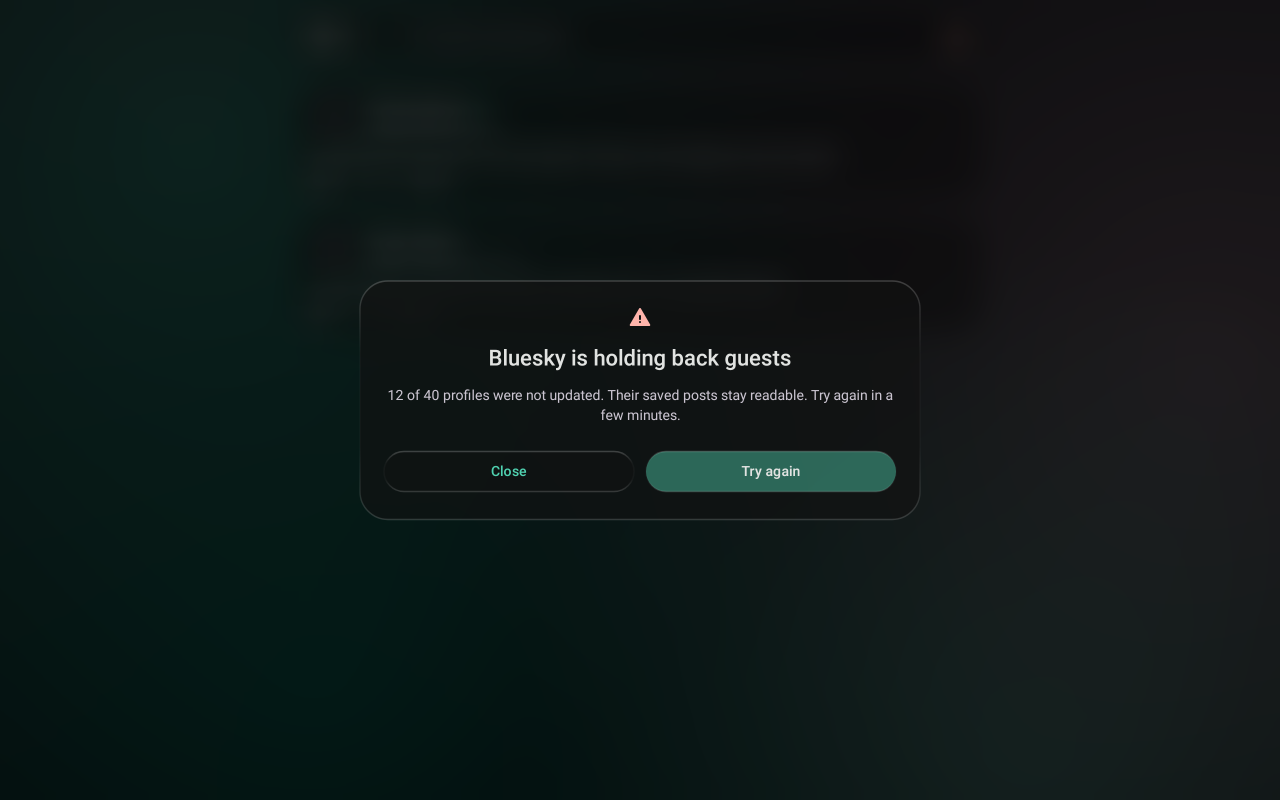 Bluesky is holding back guests
12 of 40 profiles were not updated. Their saved posts stay readable. Try again in a
few minutes.
Close
Try again